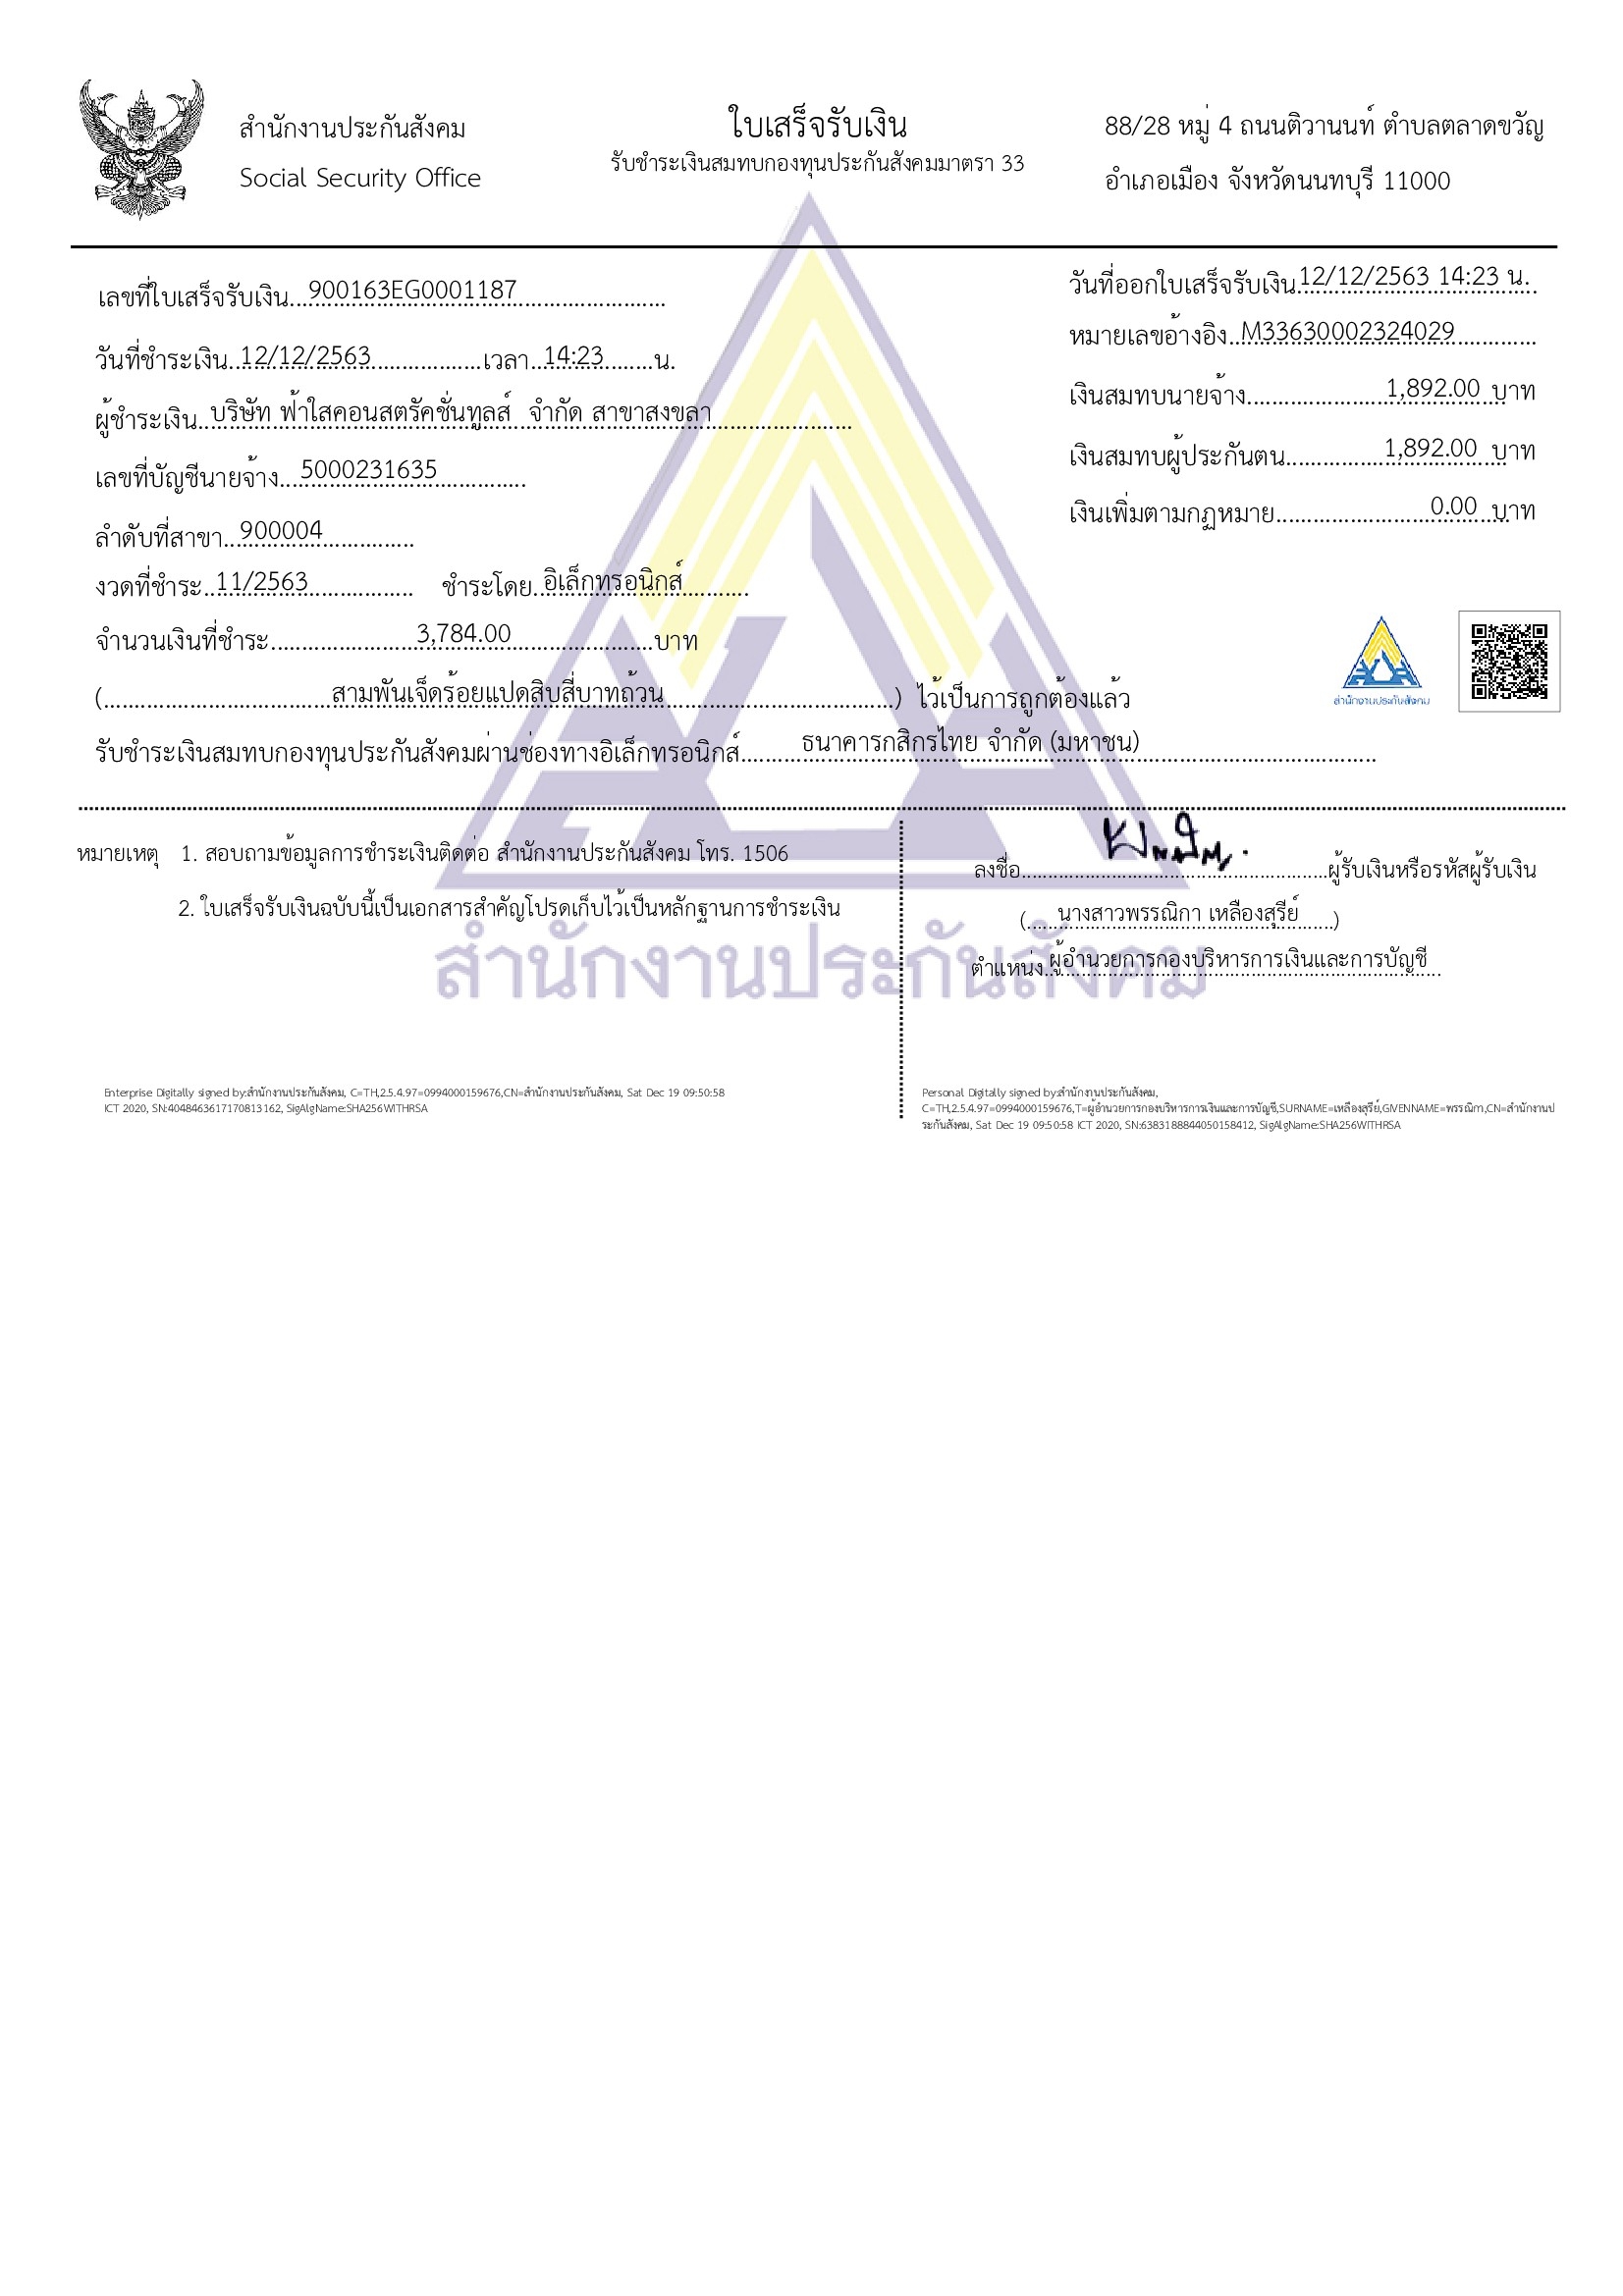 สำนักงานประกันสังคม
Social Security Office
ใบเสร็จรับเงิน
รับชำระเงินสมทบกองทุนประกันสังคมมาตรา 33
88/28 หมู่ 4 ถนนติวานนท์ ตำบลตลาดขวัญ
อำเภอเมือง จังหวัดนนทบุรี 11000
เลขที่ใบเสร็จรับเงิน 900163EG0001187
วันที่ออกใบเสร็จรับเงิน 12/12/2563 14:23 น.
หมายเลขอ้างอิง M33630002324029
วันที่ชำระเงิน 12/12/2563 เวลา 14:23 น.
เงินสมทบนายจ้าง 1,892.00 บาท
ผู้ชำระเงิน บริษัท ฟ้าใสคอนสตรัคชั่นทูลส์ จำกัด สาขาสงขลา
เงินสมทบผู้ประกันตน 1,892.00 บาท
เลขที่บัญชีนายจ้าง 5000231635
เงินเพิ่มตามกฎหมาย 0.00 บาท
ลำดับที่สาขา 900004
งวดที่ชำระ 11/2563 ชำระโดย อิเล็กทรอนิกส์
จำนวนเงินที่ชำระ 3,784.00 บาท
(สามพันเจ็ดร้อยแปดสิบสี่บาทถ้วน) ไว้เป็นการถูกต้องแล้ว
สำนักงานประกันสังคม
รับชำระเงินสมทบกองทุนประกันสังคมผ่านช่องทางอิเล็กทรอนิกส์ ธนาคารกสิกรไทย จำกัด (มหาชน)
หมายเหตุ 1. สอบถามข้อมูลการชำระเงินติดต่อ สำนักงานประกันสังคม โทร. 1506
2. ใบเสร็จรับเงินฉบับนี้เป็นเอกสารสำคัญโปรดเก็บไว้เป็นหลักฐานการชำระเงิน
ลงชื่อ ผู้รับเงินหรือรหัสผู้รับเงิน
(นางสาวพรรณิกา เหลืองสุรีย์)
ตำแหน่ง ผู้อำนวยการกองบริหารการเงินและการบัญชี
สำนักงานประกันสังคม
Enterprise Digitally signed by:สำนักงานประกันสังคม, C=TH,2.5.4.97=0994000159676,CN=สำนักงานประกันสังคม, Sat Dec 19 09:50:58
ICT 2020, SN:4048463617170813162, SigAlgName:SHA256WITHRSA
Personal Digitally signed by:สำนักงานประกันสังคม,
C=TH,2.5.4.97=0994000159676,T=ผู้อำนวยการกองบริหารการเงินและการบัญชี,SURNAME=เหลืองสุรีย์,GIVENNAME=พรรณิกา,CN=สำนักงานป
ระกันสังคม, Sat Dec 19 09:50:58 ICT 2020, SN:6383188844050158412, SigAlgName:SHA256WITHRSA